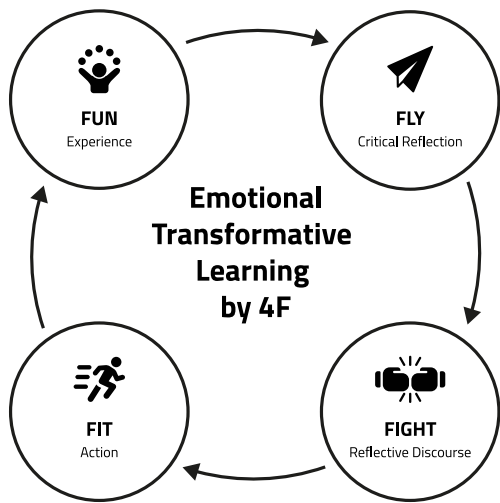 FUN
Experience
FLY
Critical Reflection
Emotional
Transformative
Learning
by 4F
FIT
Action
FIGHT
Reflective Discourse